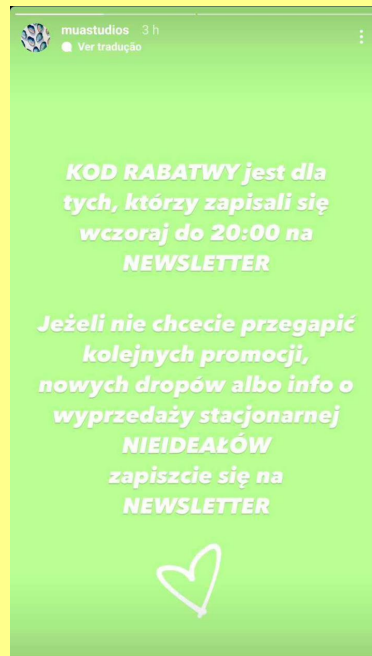 muastudios 3 h
Ver tradução
KOD RABATWY jest dla
tych, którzy zapisali się
wczoraj do 20:00 na
NEWSLETTER
Jeżeli nie chcecie przegapić
kolejnych promocji,
nowych dropów albo info o
wyprzedaży stacjonarnej
NIEIDEAŁÓW
zapiszcie się na
NEWSLETTER